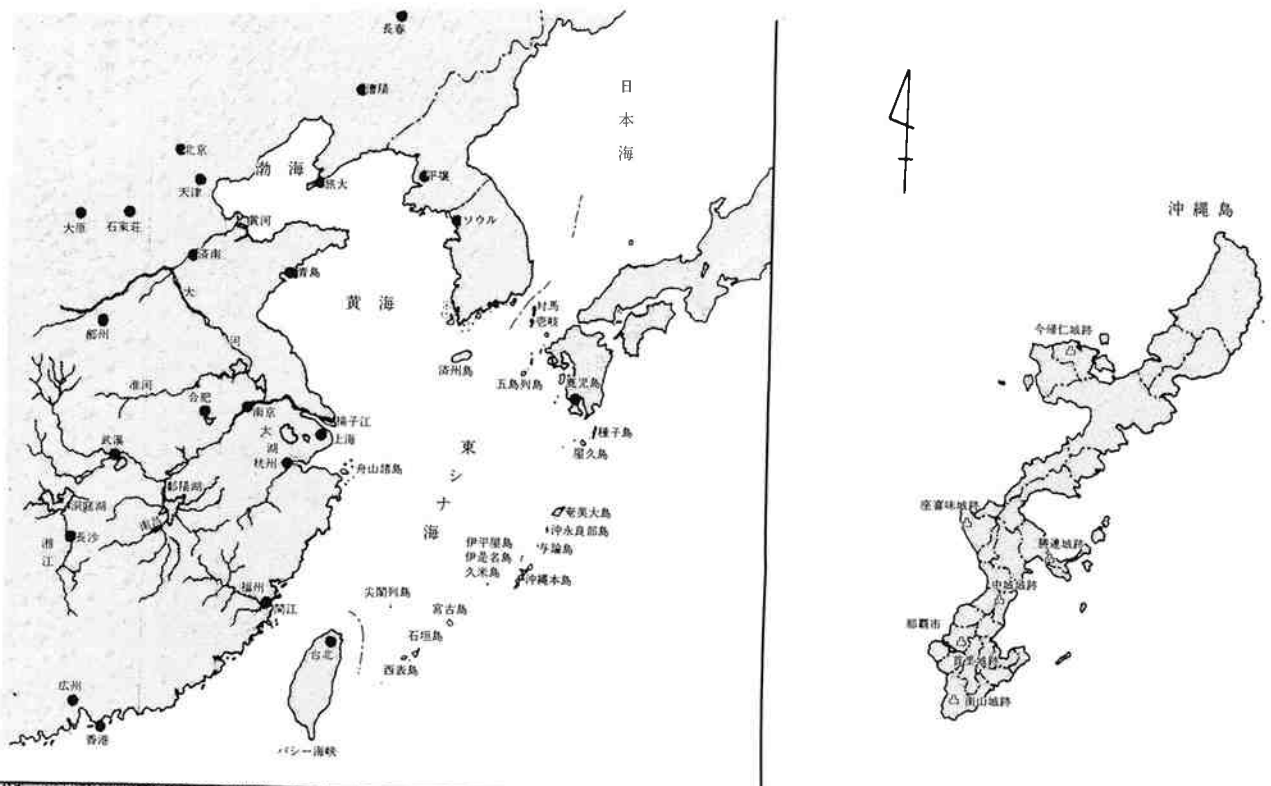 長春
瀋陽
日本海
北京
渤海
天津
旅大
平壌
大原
石家荘
黄河
ソウル
済南
青島
大
河
黄海
対馬
壱岐
鄭州
済州島
五島列島
鹿児島
淮河
合肥
南京
揚子江
大湖
上海
種子島
屋久島
武漢
杭州
舟山諸島
東シナ海
鄱陽湖
洞庭湖
南昌
長沙
湘江
奄美大島
沖永良部島
与論島
伊平屋島
伊是名島
久米島
沖縄本島
福州
閩江
尖閣列島
宮古島
石垣島
西表島
台北
広州
香港
バシー海峡
沖縄島
今帰仁城跡
座喜味城跡
勝連城跡
中城城跡
那覇市
首里城跡
南山城跡